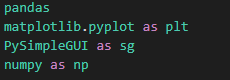 pandas
matplotlib.pyplot as plt
PySimpleGUI as sg
numpy as np